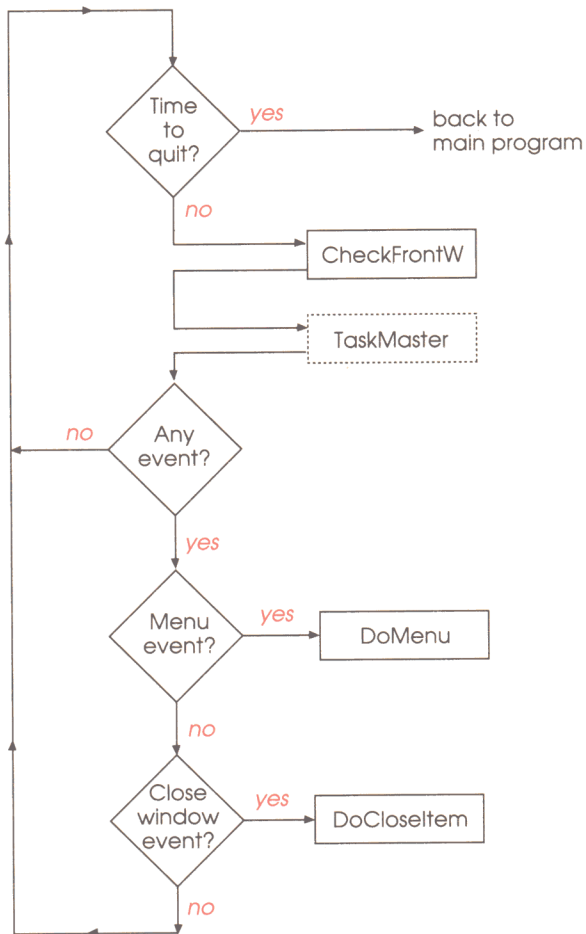 Time
to
quit?
yes
back to
main program
no
CheckFrontW
TaskMaster
no
Any
event?
yes
Menu
event?
yes
DoMenu
no
Close
window
event?
yes
DoCloseItem
no